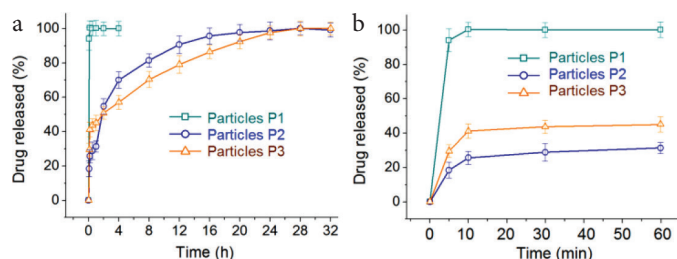 a
Drug released (%)
100
80
60
40
20
0
Particles P1
Particles P2
Particles P3
0 4 8 12 16 20 24 28 32
Time (h)
b
Drug released (%)
100
80
60
40
20
0
Particles P1
Particles P2
Particles P3
0 10 20 30 40 50 60
Time (min)